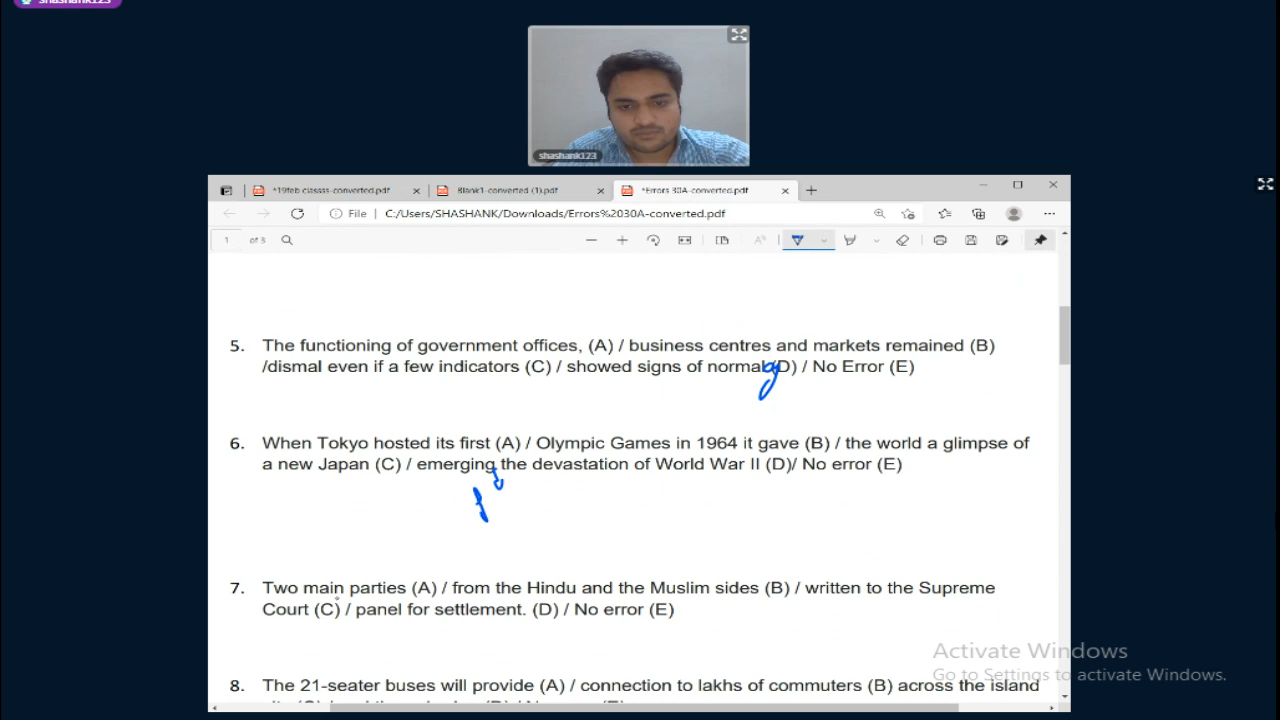 shashank123
shashank123
*19feb classs-converted.pdf
Blank1-converted (1).pdf
*Errors 30A-converted.pdf
File | C:/Users/SHASHANK/Downloads/Errors%2030A-converted.pdf
1 of 3
5. The functioning of government offices, (A) / business centres and markets remained (B)
/dismal even if a few indicators (C) / showed signs of normal (D) / No Error (E)
6. When Tokyo hosted its first (A) / Olympic Games in 1964 it gave (B) / the world a glimpse of
a new Japan (C) / emerging the devastation of World War II (D)/ No error (E)
7. Two main parties (A) / from the Hindu and the Muslim sides (B) / written to the Supreme
Court (C) / panel for settlement. (D) / No error (E)
Activate Windows
Go to Settings to activate Windows.
8. The 21-seater buses will provide (A) / connection to lakhs of commuters (B) across the island